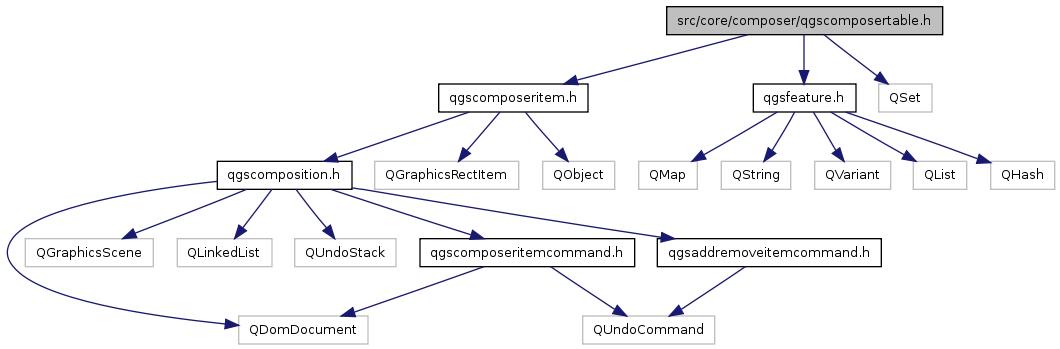 src/core/composer/qgscomposertable.h
qgscomposeritem.h
qgsfeature.h
QSet
qgscomposition.h
QGraphicsRectItem
QObject
QMap
QString
QVariant
QList
QHash
QGraphicsScene
QLinkedList
QUndoStack
qgscomposeritemcommand.h
qgsaddremoveitemcommand.h
QDomDocument
QUndoCommand